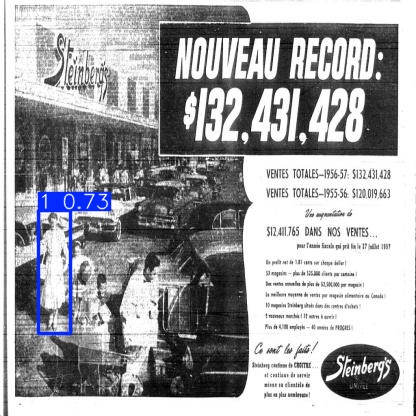 Steinberg's
NOUVEAU RECORD:
$132,431,428
1 0.73
VENTES TOTALES—1956-57: $132,431,428
VENTES TOTALES—1955-56: $120,019,663
Une augmentation de
$12,411,765 DANS NOS VENTES...
pour l'année fiscale qui prit fin le 27 juillet 1957
Un profit net de 1.81 cents sur chaque dollar!
53 magasins — plus de 525,000 clients par semaine!
Des ventes annuelles de plus de $2,500,000 par magasin!
La meilleure moyenne de ventes par magasin alimentaire au Canada!
10 magasins Steinberg situés dans des centres d'achats!
5 nouveaux marchés! 12 autres à ouvrir!
Plus de 4,100 employés — 40 années de PROGRES!
Ce sont les faits!
Steinberg continue de CROITRE...
et continue de servir
mieux sa clientèle de
plus en plus nombreuse!
Steinberg's
LIMITÉE